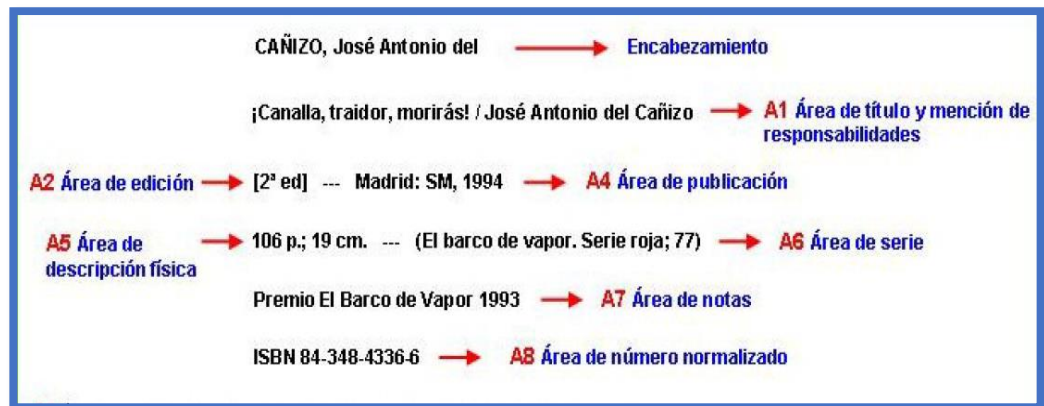 CAÑIZO, José Antonio del Encabezamiento
¡Canalla, traidor, morirás! / José Antonio del Cañizo A1 Área de título y mención de
responsabilidades
A2 Área de edición [2ª ed] --- Madrid: SM, 1994 A4 Área de publicación
A5 Área de
descripción física
106 p.; 19 cm. --- (El barco de vapor. Serie roja; 77) A6 Área de serie
Premio El Barco de Vapor 1993 A7 Área de notas
ISBN 84-348-4336-6 A8 Área de número normalizado